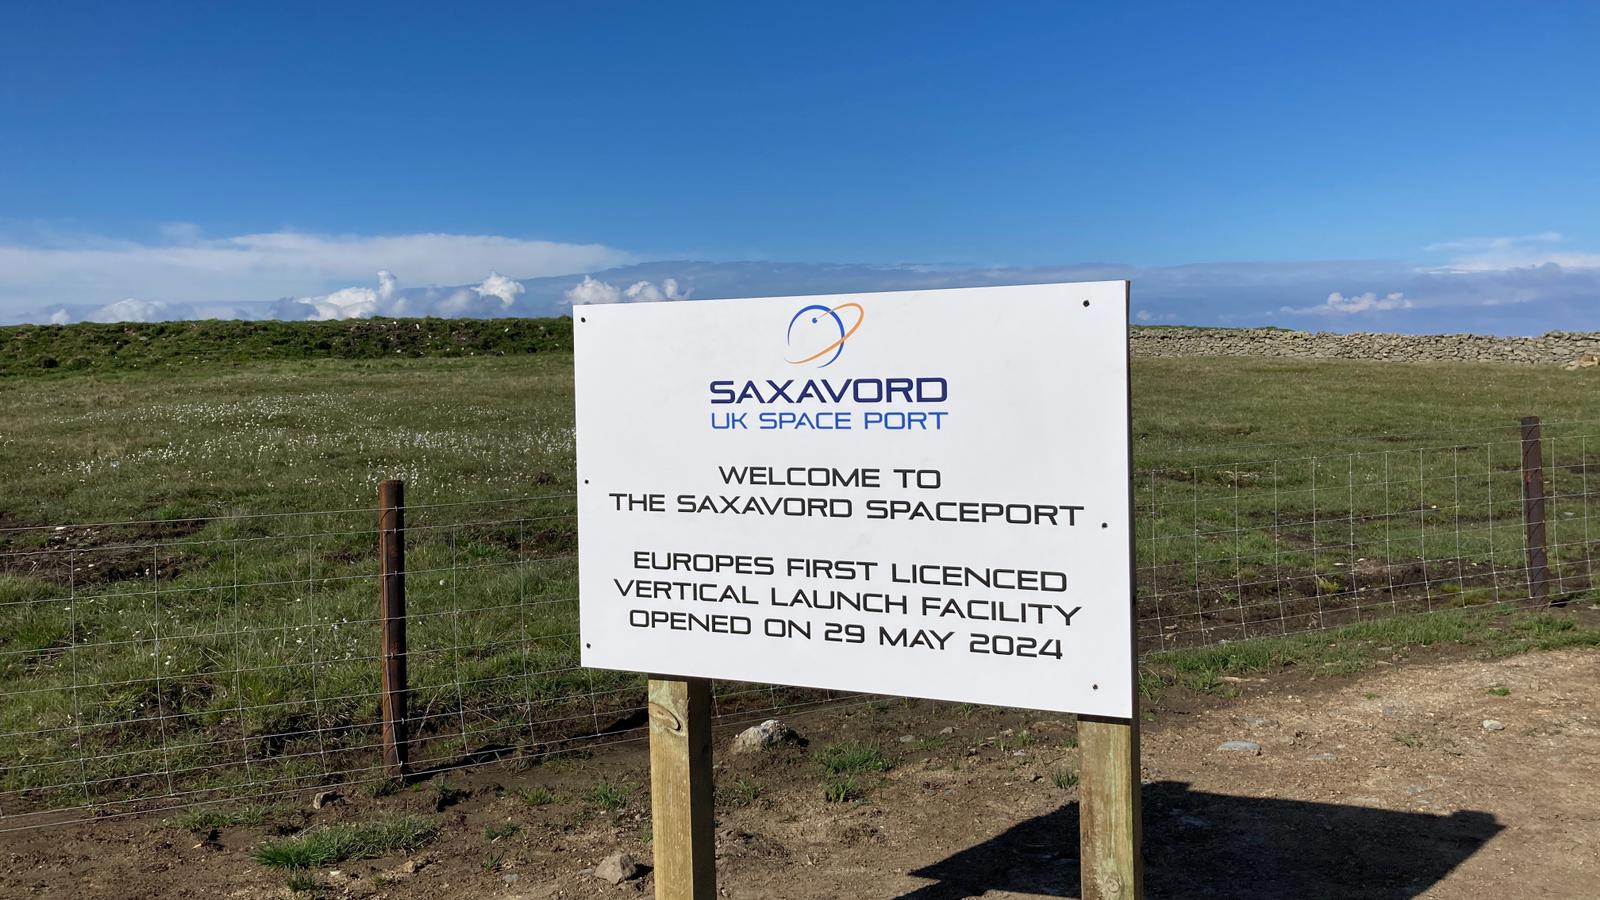 SAXAVORD
UK SPACE PORT
WELCOME TO
THE SAXAVORD SPACEPORT
EUROPES FIRST LICENCED
VERTICAL LAUNCH FACILITY
OPENED ON 29 MAY 2024